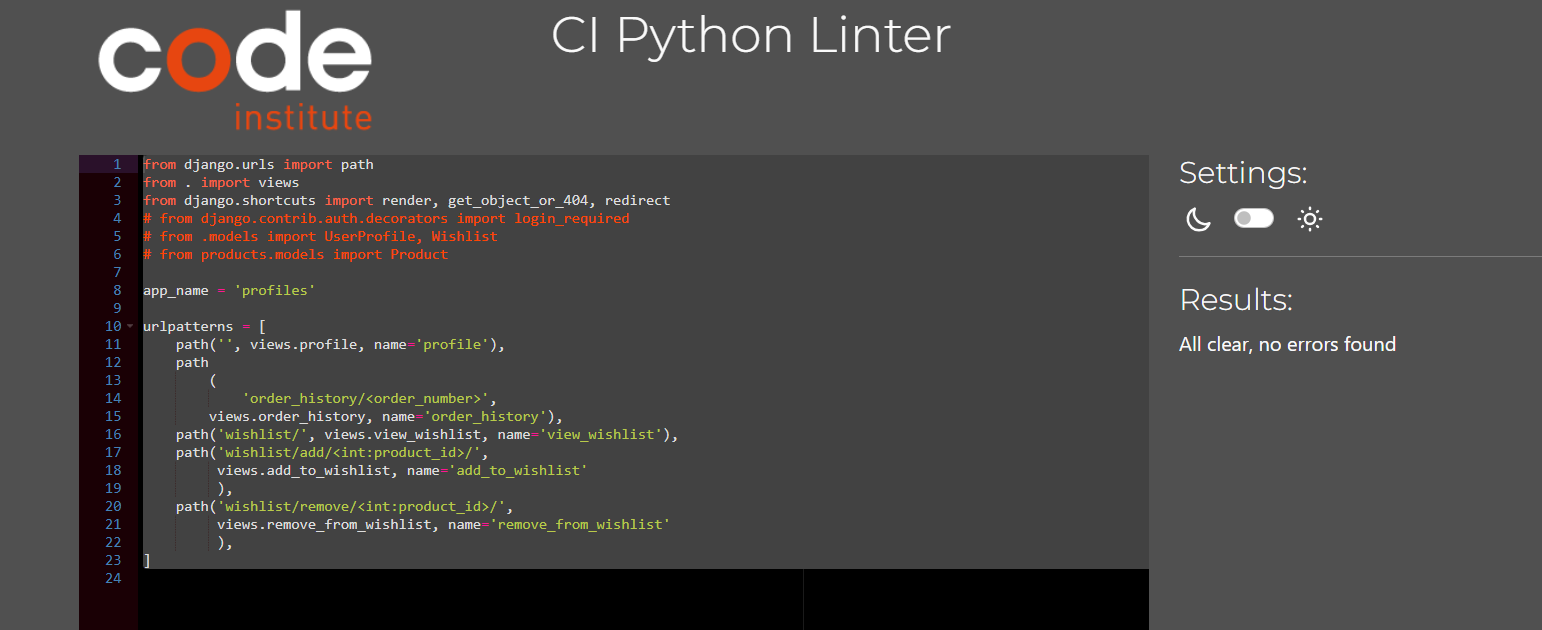 code
institute
CI Python Linter
1 from django.urls import path
2 from . import views
3 from django.shortcuts import render, get_object_or_404, redirect
4 # from django.contrib.auth.decorators import login_required
5 # from .models import UserProfile, Wishlist
6 # from products.models import Product
7
8 app_name = 'profiles'
9
10 urlpatterns = [
11     path('', views.profile, name='profile'),
12     path
13         (
14             'order_history/<order_number>',
15         views.order_history, name='order_history'),
16     path('wishlist/', views.view_wishlist, name='view_wishlist'),
17     path('wishlist/add/<int:product_id>/',
18          views.add_to_wishlist, name='add_to_wishlist'
19          ),
20     path('wishlist/remove/<int:product_id>/',
21          views.remove_from_wishlist, name='remove_from_wishlist'
22          ),
23 ]
24
Settings:
Results:
All clear, no errors found